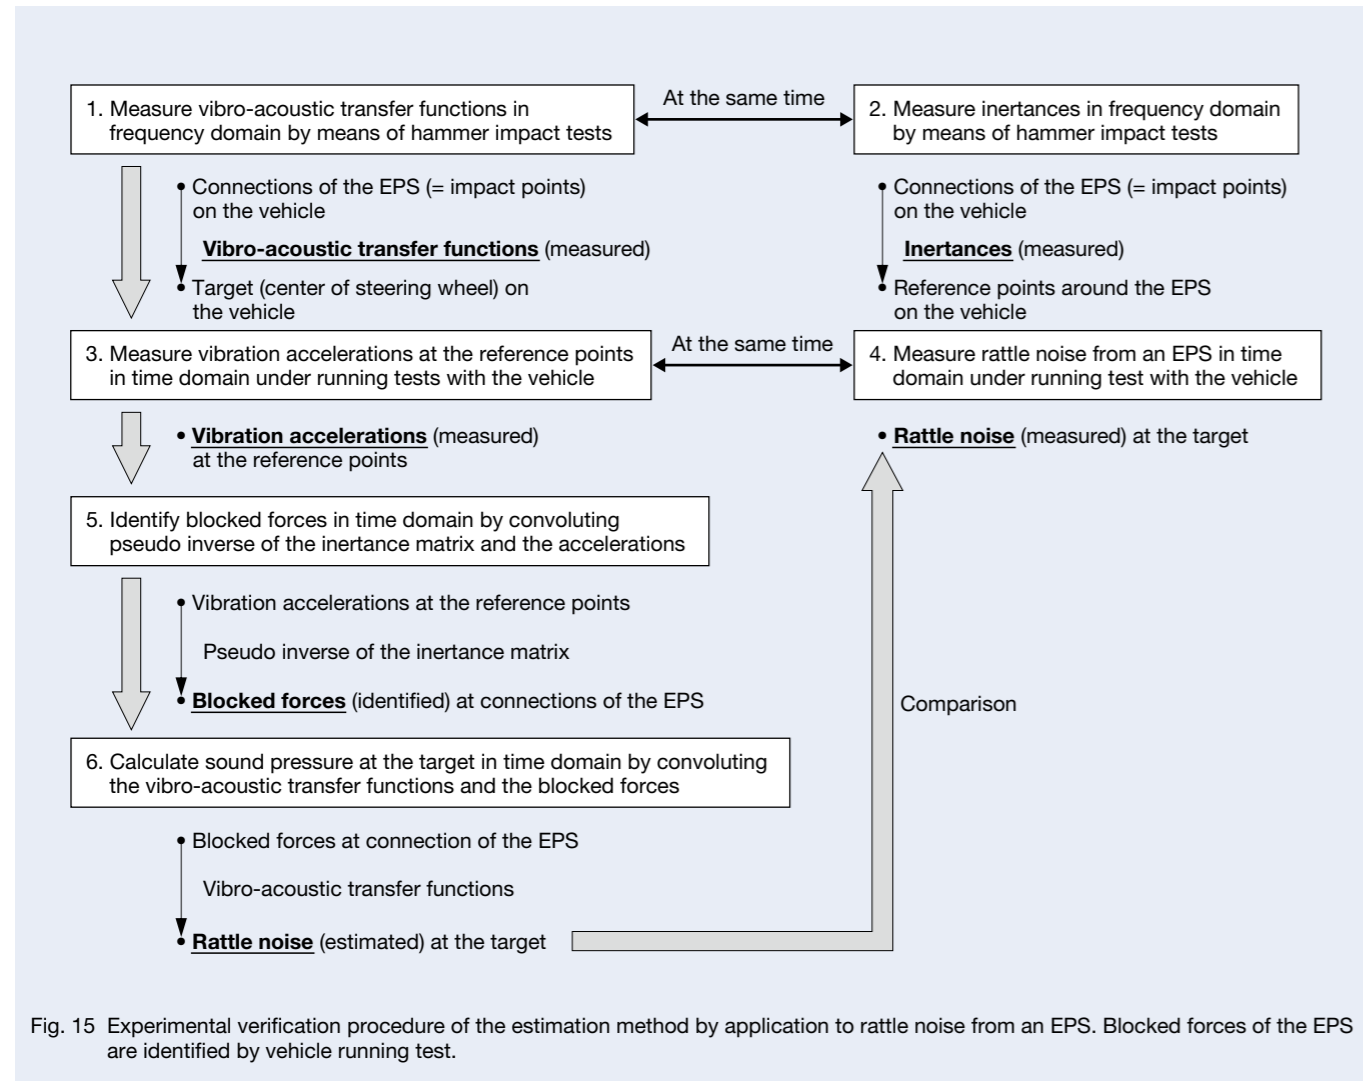 1. Measure vibro-acoustic transfer functions in
frequency domain by means of hammer impact tests
At the same time
2. Measure inertances in frequency domain
by means of hammer impact tests
• Connections of the EPS (= impact points)
on the vehicle
Vibro-acoustic transfer functions (measured)
• Target (center of steering wheel) on
the vehicle
• Connections of the EPS (= impact points)
on the vehicle
Inertances (measured)
• Reference points around the EPS
on the vehicle
3. Measure vibration accelerations at the reference points
in time domain under running tests with the vehicle
At the same time
4. Measure rattle noise from an EPS in time
domain under running test with the vehicle
• Vibration accelerations (measured)
at the reference points
• Rattle noise (measured) at the target
5. Identify blocked forces in time domain by convoluting
pseudo inverse of the inertance matrix and the accelerations
• Vibration accelerations at the reference points
Pseudo inverse of the inertance matrix
• Blocked forces (identified) at connections of the EPS
Comparison
6. Calculate sound pressure at the target in time domain by convoluting
the vibro-acoustic transfer functions and the blocked forces
• Blocked forces at connection of the EPS
Vibro-acoustic transfer functions
• Rattle noise (estimated) at the target
Fig. 15 Experimental verification procedure of the estimation method by application to rattle noise from an EPS. Blocked forces of the EPS
are identified by vehicle running test.